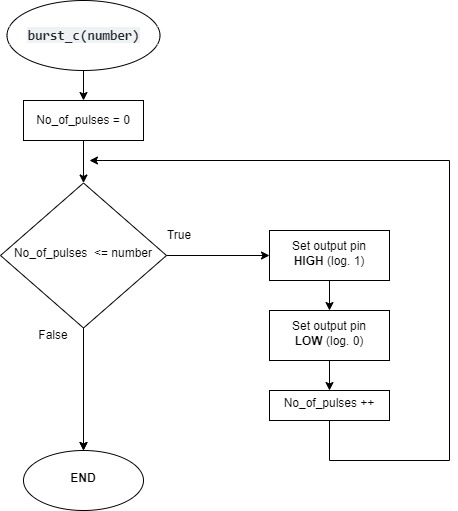 burst_c(number)
No_of_pulses = 0
True
No_of_pulses  <= number
Set output pin
HIGH (log. 1)
Set output pin
LOW (log. 0)
False
No_of_pulses ++
END